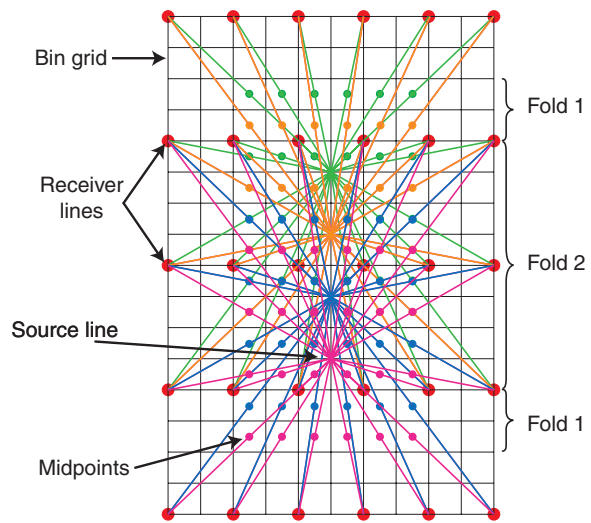 Bin grid
Fold 1
Receiver
lines
Fold 2
Source line
Fold 1
Midpoints